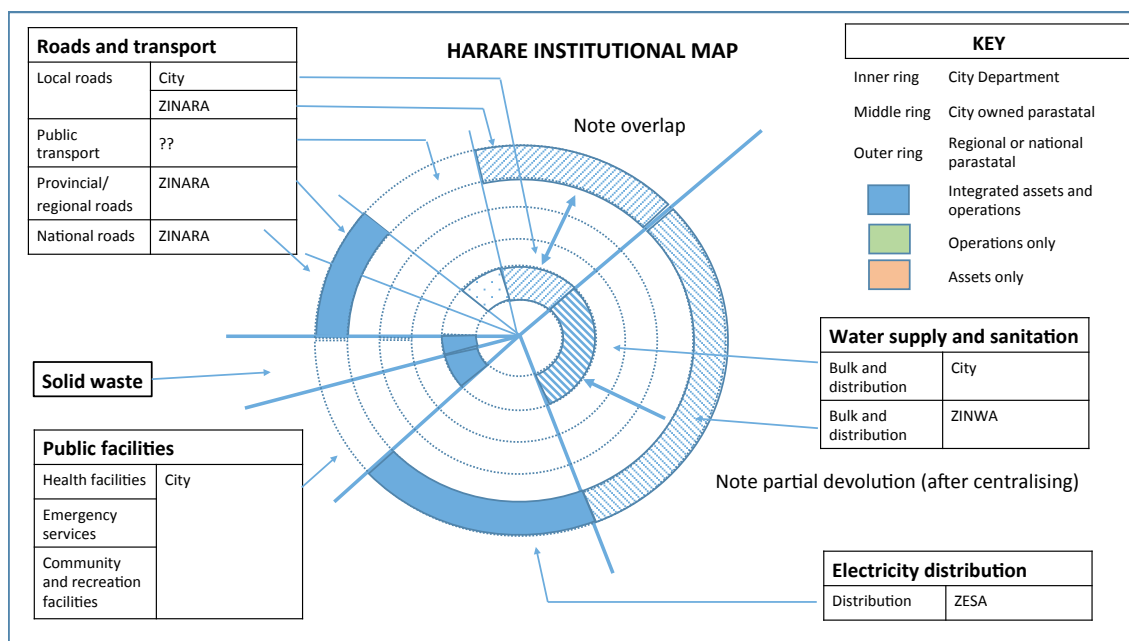 HARARE INSTITUTIONAL MAP
Roads and transport
Local roads
City
ZINARA
Public
transport
??
Provincial/
regional roads
ZINARA
National roads
ZINARA
Note overlap
KEY
Inner ring
City Department
Middle ring
City owned parastatal
Outer ring
Regional or national
parastatal
Integrated assets and
operations
Operations only
Assets only
Water supply and sanitation
Bulk and
distribution
City
Bulk and
distribution
ZINWA
Solid waste
Public facilities
Health facilities
City
Emergency
services
Community
and recreation
facilities
Note partial devolution (after centralising)
Electricity distribution
Distribution
ZESA